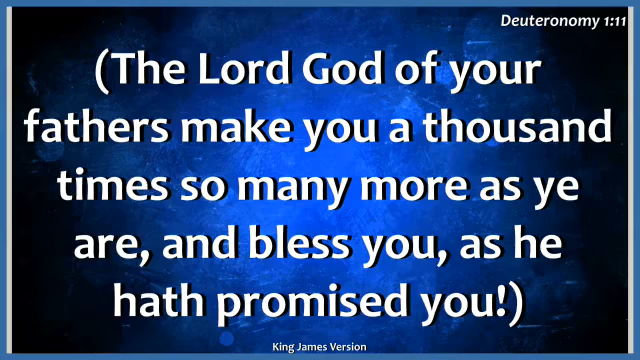 Deuteronomy 1:11
(The Lord God of your
fathers make you a thousand
times so many more as ye
are, and bless you, as he
hath promised you!)
King James Version